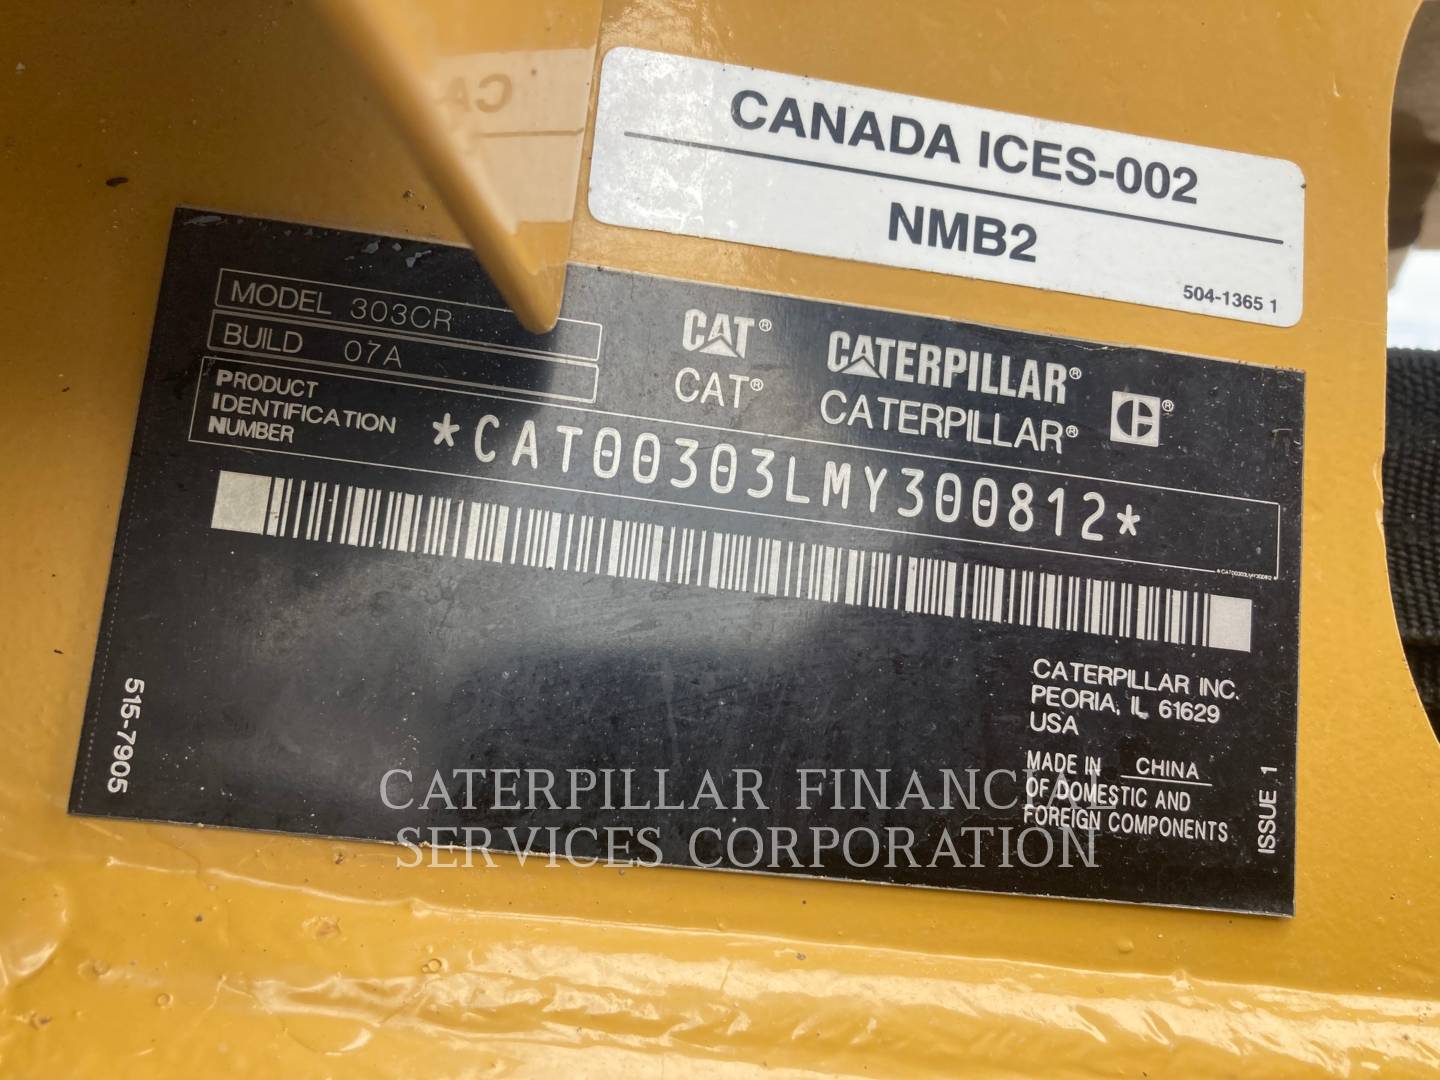 CANADA ICES-002
NMB2
504-1365 1
MODEL 303CR
BUILD 07A
CAT® CATERPILLAR®
CAT® CATERPILLAR®
PRODUCT
IDENTIFICATION
NUMBER
*CAT00303LMY300812*
*CAT00303LMY300812*
CATERPILLAR INC.
PEORIA, IL 61629
USA
MADE IN CHINA
OF DOMESTIC AND
FOREIGN COMPONENTS
515-7905
ISSUE 1
CATERPILLAR FINANCIAL
SERVICES CORPORATION